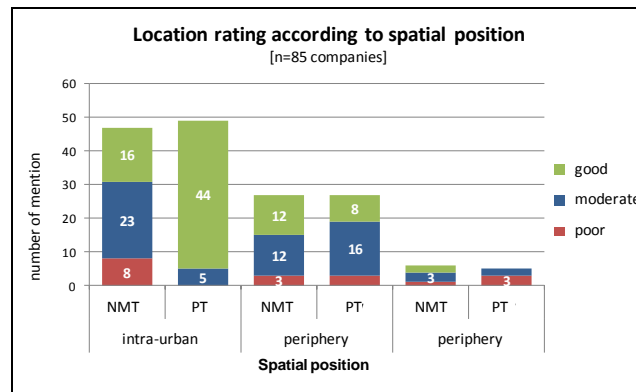 Location rating according to spatial position
[n=85 companies]
60
50
40
30
20
10
0
number of mention
16
23
8
44
5
12
12
3
8
16
3
3
good
moderate
poor
NMT PT NMT PT NMT PT
intra-urban periphery periphery
Spatial position